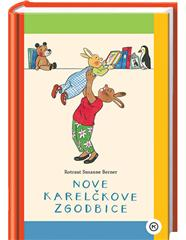 Rotraut Susanne Berner
NOVE
KARELČKOVE
ZGODBICE